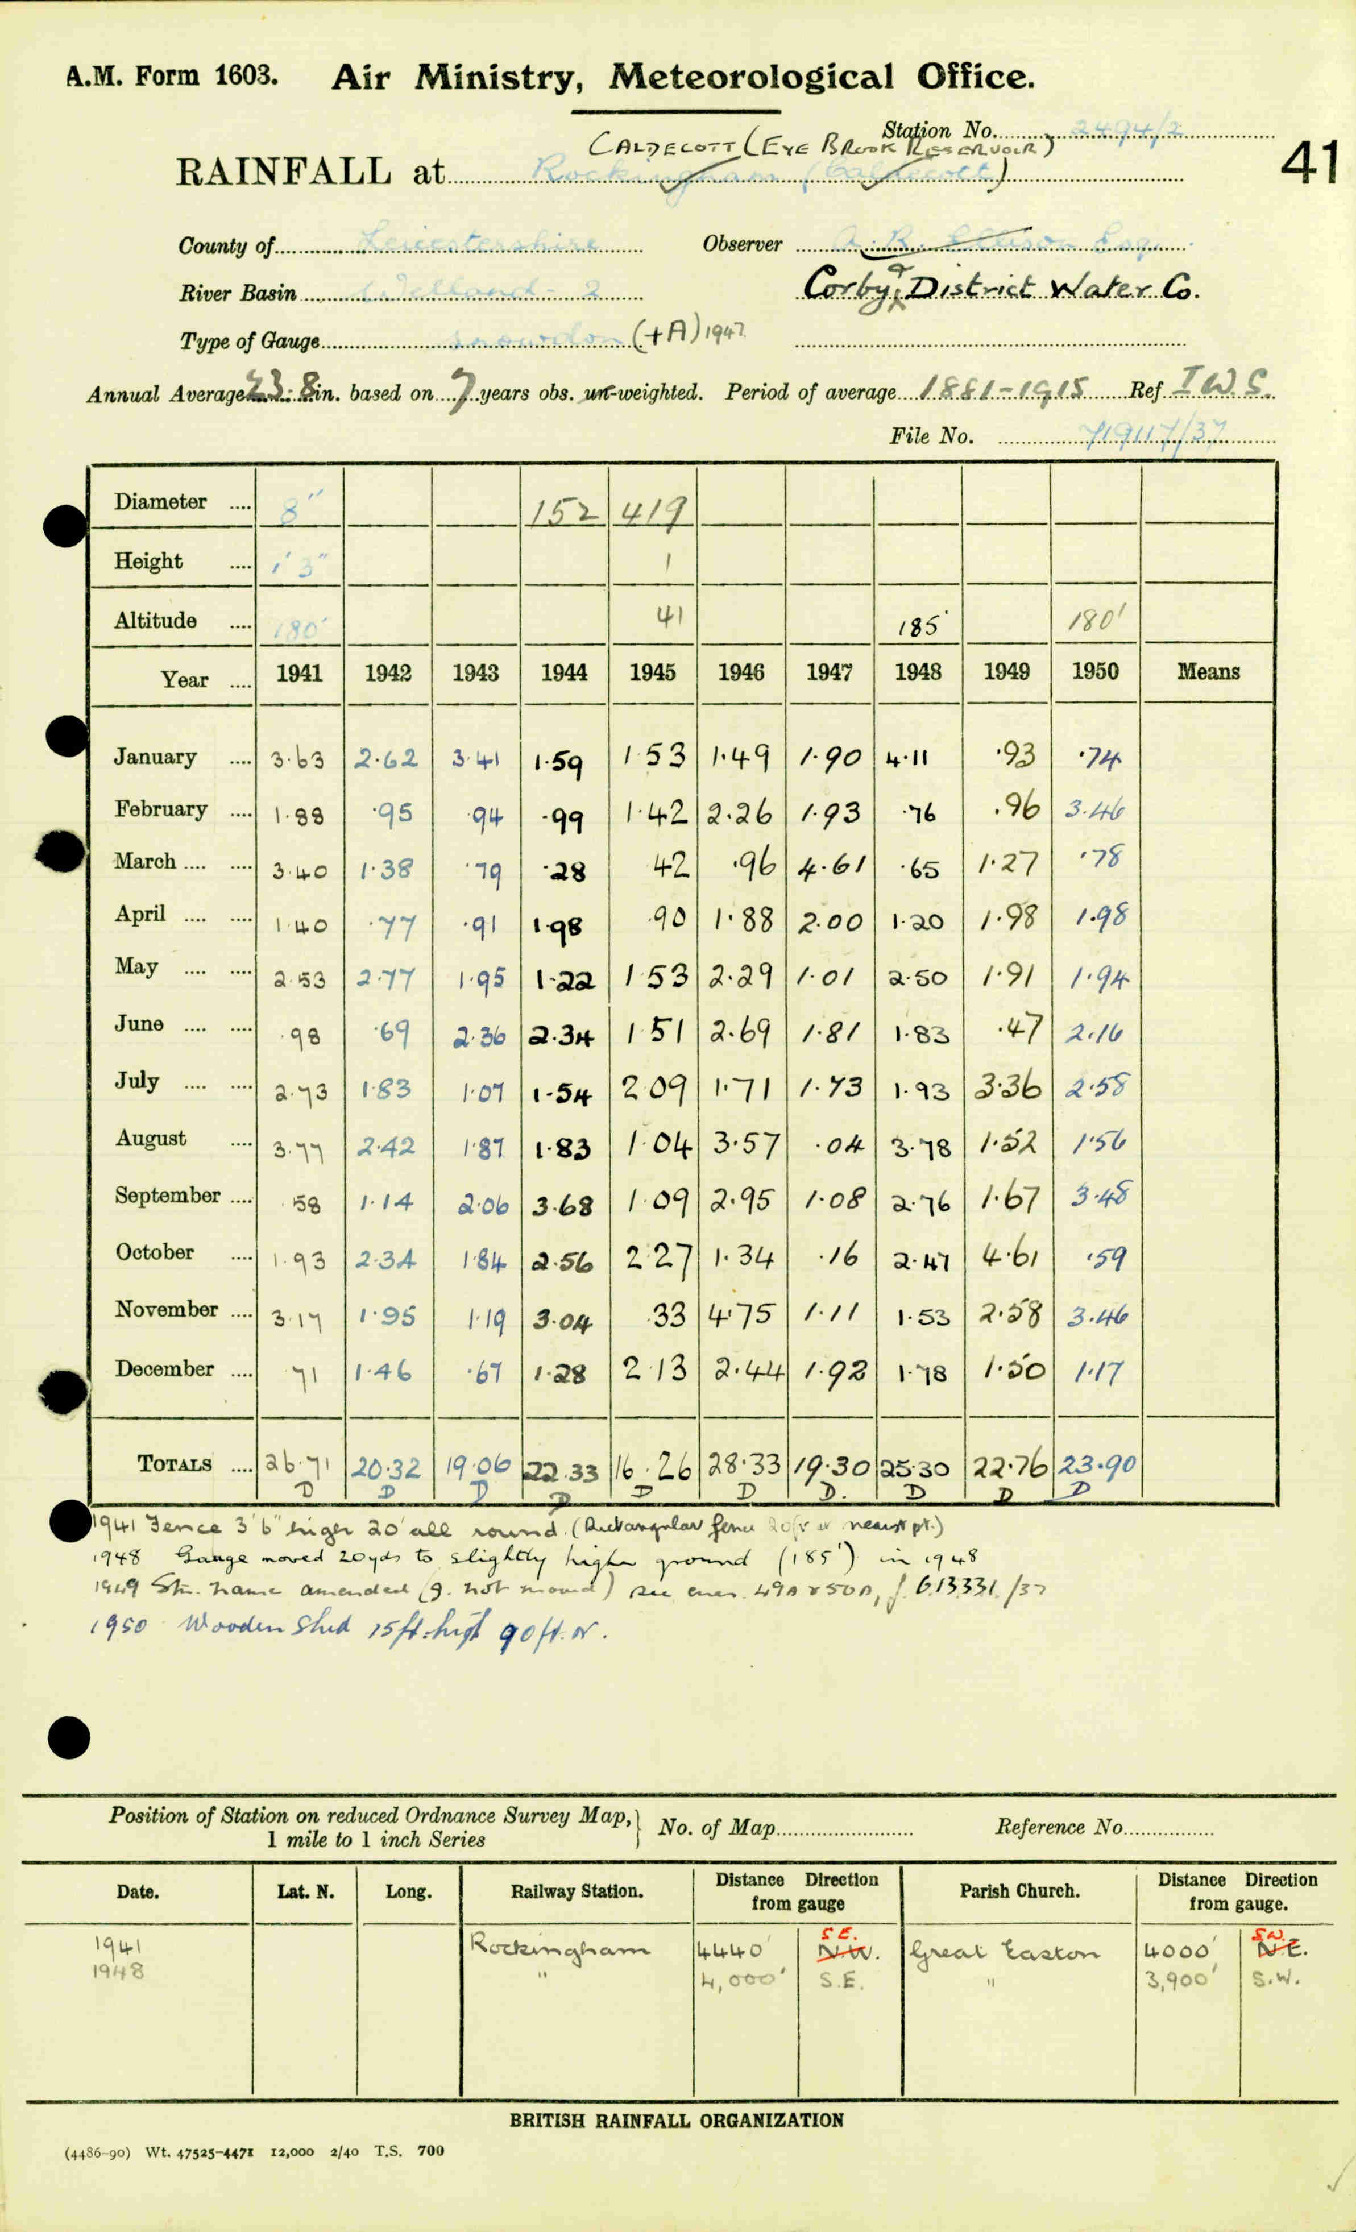 A.M. Form 1603. Air Ministry, Meteorological Office.
Station No. 2494/2
CALDECOTT (EYE BROOK RESERVOIR)
RAINFALL at Rockingham (Caldecott)
41
County of Leicestershire Observer A. R. Ellison Esq.
River Basin Welland - 2 Corby & District Water Co.
Type of Gauge Snowdon (+A) 1947
Annual Average 23.8 in. based on 7 years obs. un-weighted. Period of average 1881-1915 Ref I.W.S.
File No. 719117/37
Diameter .... 8" 152 419
Height .... 1' 3" 1
Altitude .... 180' 41 185' 180'
Year .... 1941 1942 1943 1944 1945 1946 1947 1948 1949 1950 Means
January .... 3.63 2.62 3.41 1.59 1.53 1.49 1.90 4.11 .93 .74
February .... 1.88 .95 .94 .99 1.42 2.26 1.93 .76 .96 3.46
March .... .... 3.40 1.38 .79 .28 42 .96 4.61 .65 1.27 .78
April .... .... 1.40 .77 .91 1.98 .90 1.88 2.00 1.20 1.98 1.98
May .... .... 2.53 2.77 1.95 1.22 1 53 2.29 1.01 2.50 1.91 1.94
June .... .... .98 .69 2.36 2.34 1 51 2.69 1.81 1.83 .47 2.16
July .... .... 2.73 1.83 1.07 1.54 2 09 1.71 1.73 1.93 3.36 2.58
August .... 3.77 2.42 1.87 1.83 1.04 3.57 .04 3.78 1.52 1.56
September .... .58 1.14 2.06 3.68 1.09 2.95 1.08 2.76 1.67 3.48
October .... 1.93 2.34 1.84 2.56 2.27 1.34 .16 2.47 4.61 .59
November .... 3.17 1.95 1.19 3.04 .33 4.75 1.11 1.53 2.58 3.46
December .... .71 1.46 .67 1.28 2.13 2.44 1.92 1.78 1.50 1.17
TOTALS .... 26.71 20.32 19.06 22.33 16.26 28.33 19.30 25.30 22.76 23.90
D D D D D D D. D D D
1941 Fence 3'6" high 20' all round. (Rectangular fence 20ft at nearest pt.)
1948 Gauge moved 20yds to slightly higher ground (185') in 1948
1949 Stn. name amended (g. not moved) see 49A & 50A, f. 613331/37
1950 Wooden Shed 15ft. high 90ft. N.
Position of Station on reduced Ordnance Survey Map, } No. of Map Reference No.
1 mile to 1 inch Series
Date. Lat. N. Long. Railway Station. Distance Direction from gauge Parish Church. Distance Direction from gauge.
1941 Rockingham 4440' N.W. S.E. Great Easton 4000' N.E. S.W.
1948 " 4,000' S.E. " 3,900' S.W.
BRITISH RAINFALL ORGANIZATION
(4486-90) Wt. 47525-4471 12,000 2/40 T.S. 700